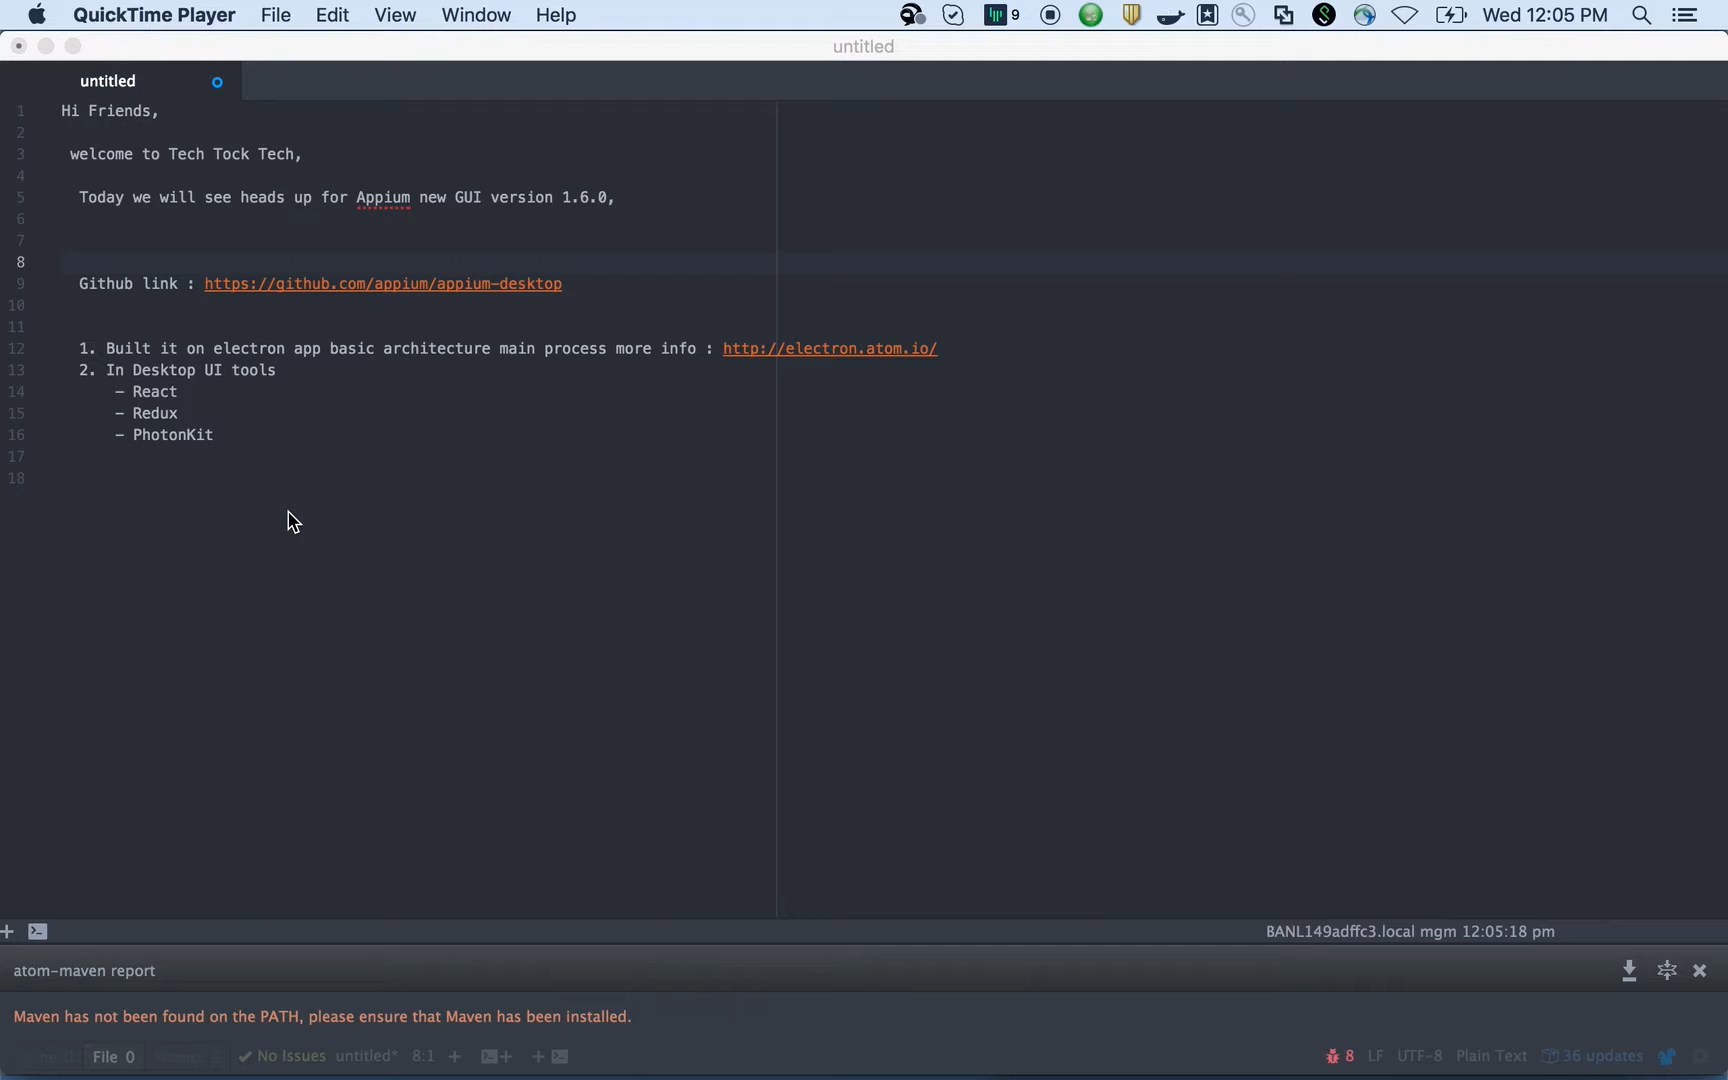 QuickTime Player File Edit View Window Help 9 Wed 12:05 PM
untitled
untitled
1 Hi Friends,
2
3 welcome to Tech Tock Tech,
4
5 Today we will see heads up for Appium new GUI version 1.6.0,
6
7
8
9 Github link : https://github.com/appium/appium-desktop
10
11
12 1. Built it on electron app basic architecture main process more info : http://electron.atom.io/
13 2. In Desktop UI tools
14 - React
15 - Redux
16 - PhotonKit
17
18
BANL149adffc3.local mgm 12:05:18 pm
atom-maven report
Maven has not been found on the PATH, please ensure that Maven has been installed.
File 0 No Issues untitled* 8:1 8 LF UTF-8 Plain Text 36 updates